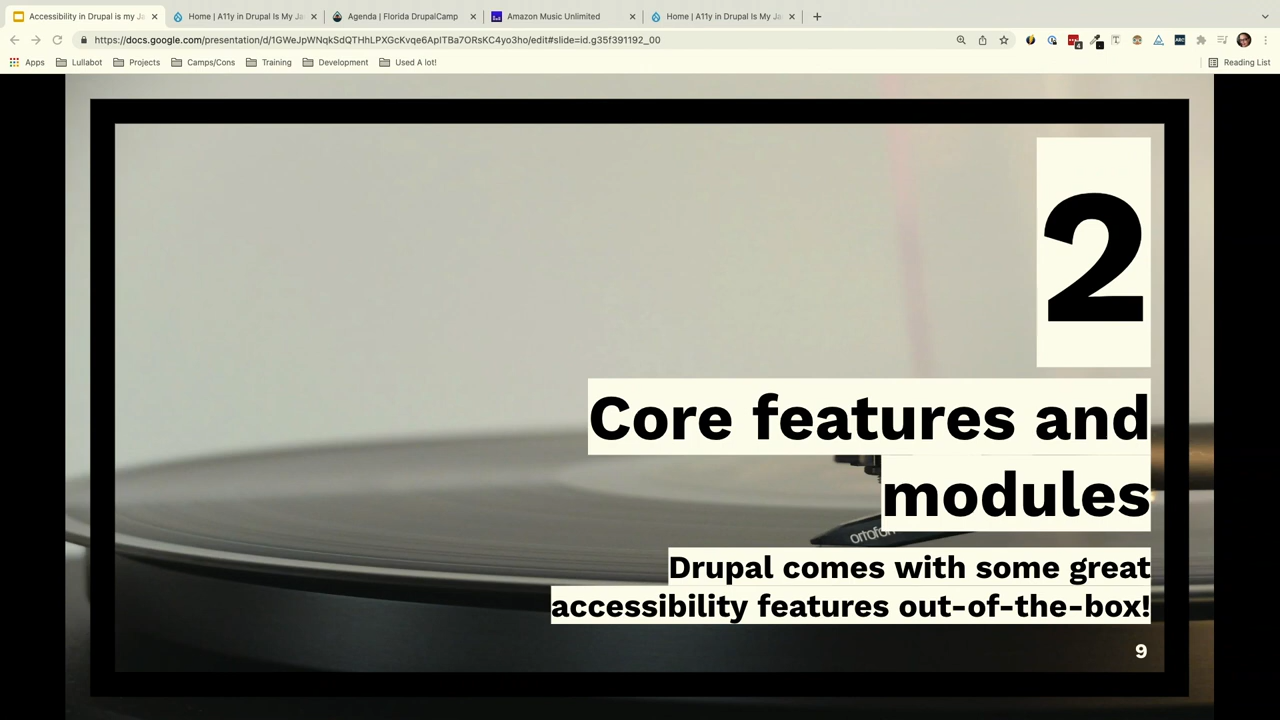 Accessibility in Drupal is my Ja
Home | A11y in Drupal Is My Ja
Agenda | Florida DrupalCamp
Amazon Music Unlimited
Home | A11y in Drupal Is My Ja
https://docs.google.com/presentation/d/1GWeJpWNqkSdQTHhLPXGcKvqe6ApITBa7ORsKC4yo3ho/edit#slide=id.g35f391192_00
Apps
Lullabot
Projects
Camps/Cons
Training
Development
Used A lot!
Reading List
2
Core features and
modules
ortofon
Drupal comes with some great
accessibility features out-of-the-box!
9